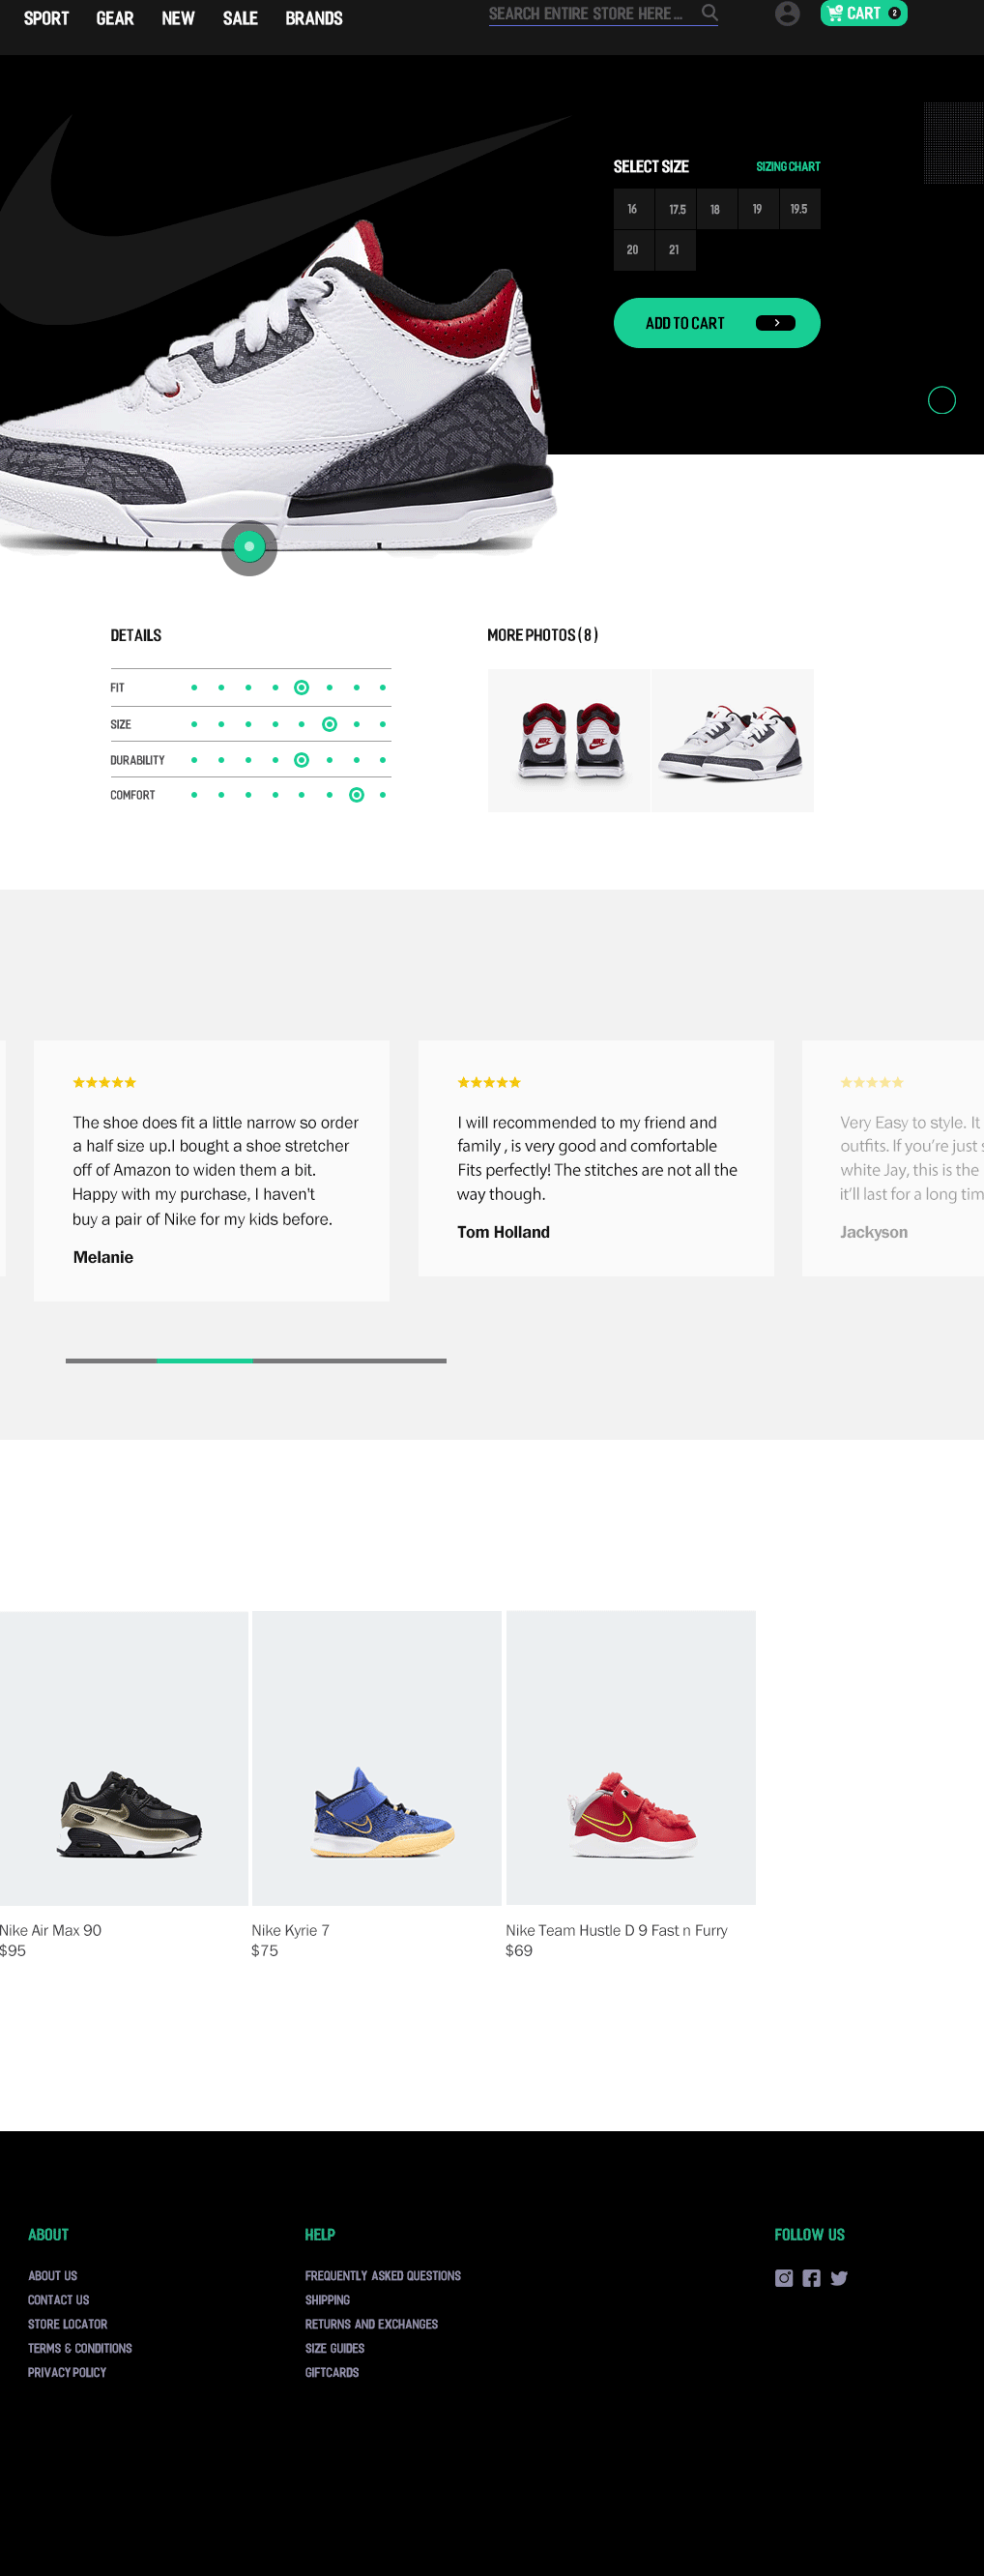 SPORT GEAR NEW SALE BRANDS SEARCH ENTIRE STORE HERE ... CART 2
SELECT SIZE SIZING CHART
16 17.5 18 19 19.5
20 21
ADD TO CART
DETAILS
FIT
SIZE
DURABILITY
COMFORT
MORE PHOTOS ( 8 )
The shoe does fit a little narrow so order
a half size up.I bought a shoe stretcher
off of Amazon to widen them a bit.
Happy with my purchase, I haven't
buy a pair of Nike for my kids before.
Melanie
I will recommended to my friend and
family , is very good and comfortable
Fits perfectly! The stitches are not all the
way though.
Tom Holland
Very Easy to style. It
outfits. If you're just
white Jay, this is the
it'll last for a long
Jackyson
Nike Air Max 90
$95
Nike Kyrie 7
$75
Nike Team Hustle D 9 Fast n Furry
$69
ABOUT
ABOUT US
CONTACT US
STORE LOCATOR
TERMS & CONDITIONS
PRIVACY POLICY
HELP
FREQUENTLY ASKED QUESTIONS
SHIPPING
RETURNS AND EXCHANGES
SIZE GUIDES
GIFTCARDS
FOLLOW US